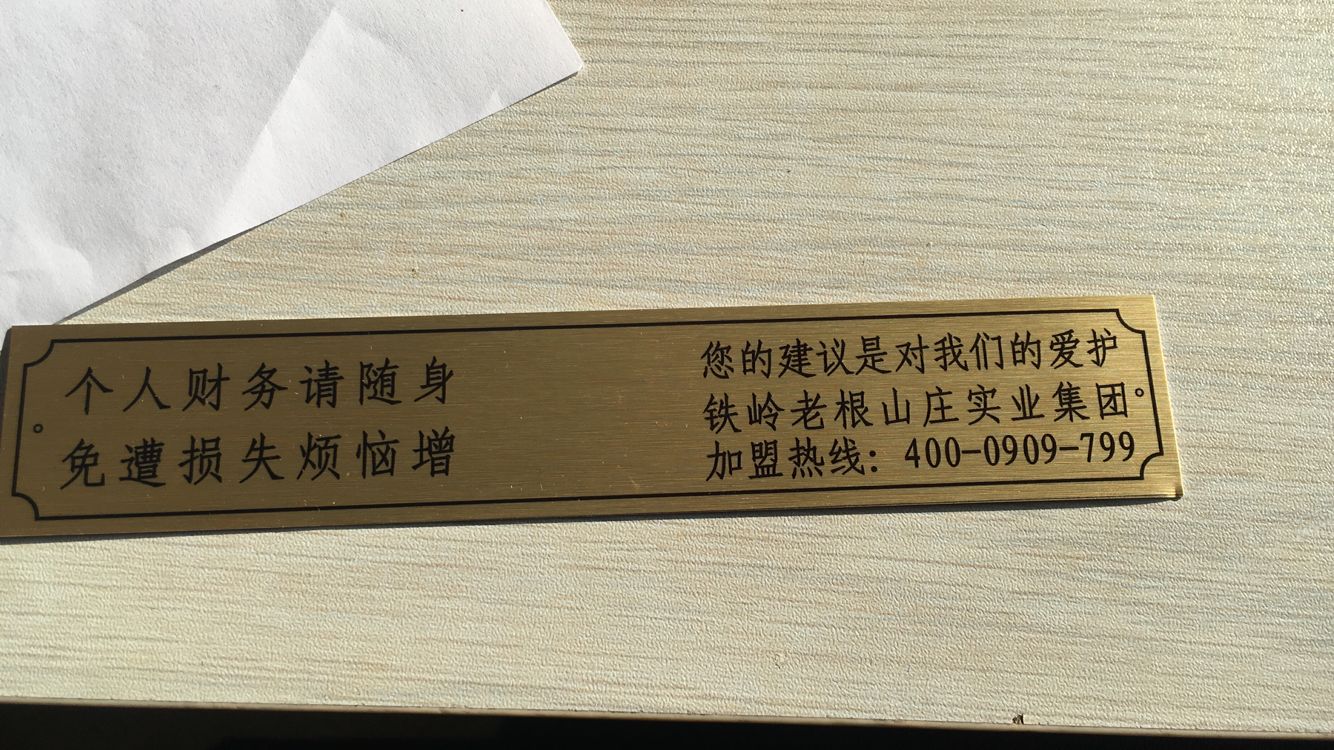 个人财务请随身
免遭损失烦恼增
您的建议是对我们的爱护
铁岭老根山庄实业集团
加盟热线：400-0909-799